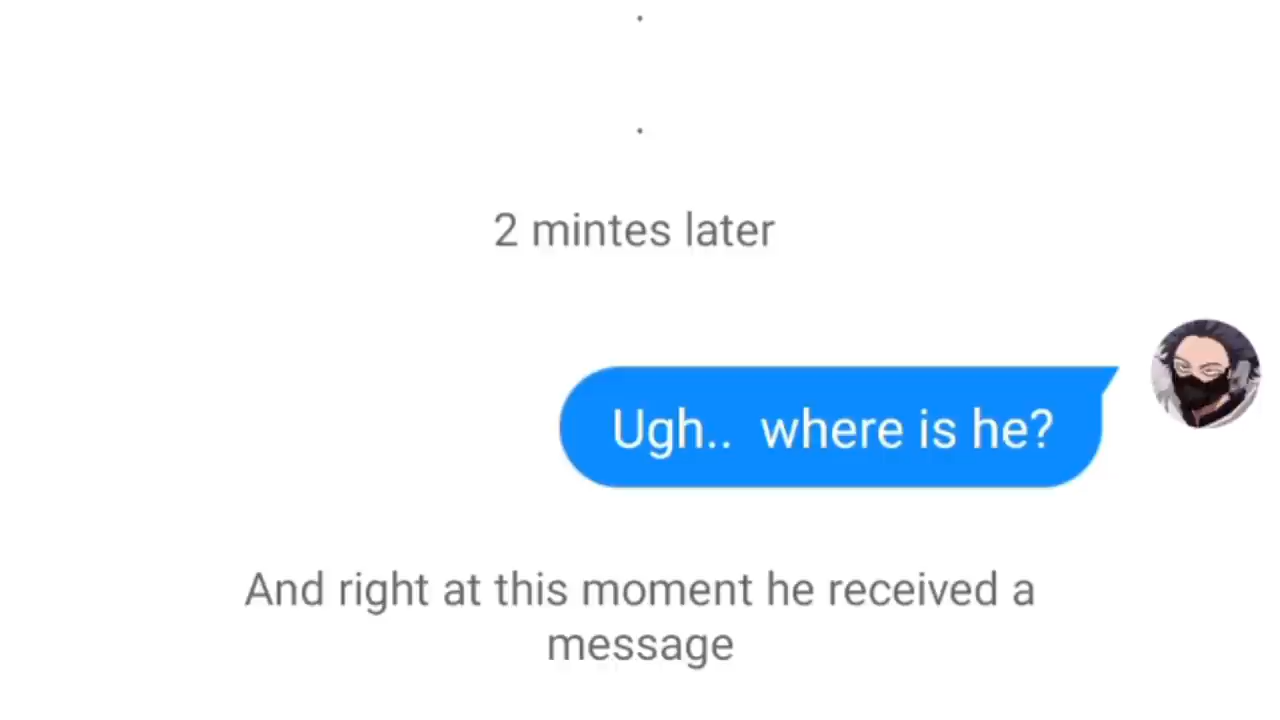 .
.
2 mintes later
Ugh..  where is he?
And right at this moment he received a
message